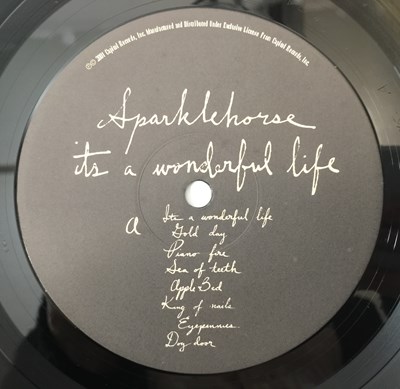 ℗© 2001 Capitol Records, Inc. Manufactured and Distributed Under Exclusive License From Capitol Records, Inc.
Sparklehorse
its a wonderful life
A
Its a wonderful life
Gold day
Piano fire
Sea of teeth
Apple Bed
King of nails
Eyepennies
Dog door